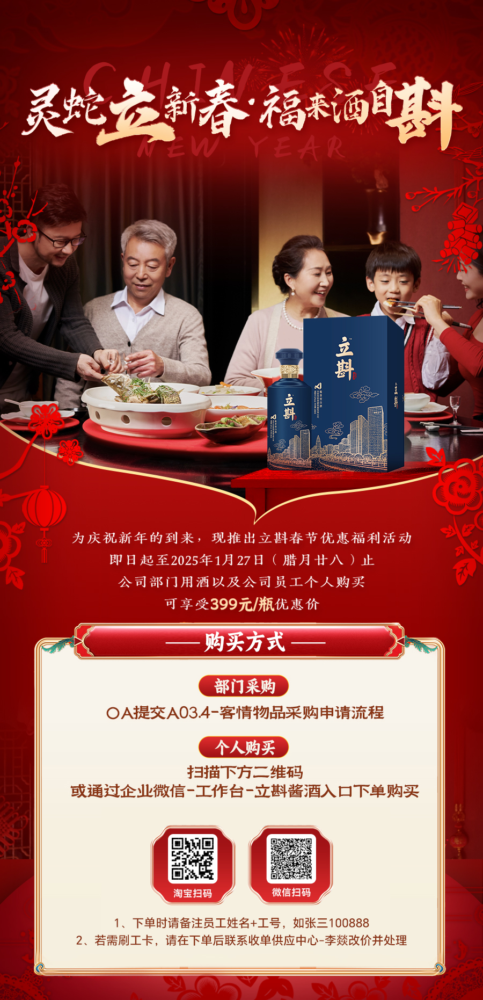 CHINESE
灵蛇立新春·福来酒自斟
NEW YEAR
立斟
立斟
酱香型白酒
立斟
为庆祝新年的到来，现推出立斟春节优惠福利活动
即日起至2025年1月27日（腊月廿八）止
公司部门用酒以及公司员工个人购买
可享受399元/瓶优惠价
购买方式
部门采购
OA提交A03.4-客情物品采购申请流程
个人购买
扫描下方二维码
或通过企业微信-工作台-立斟酱酒入口下单购买
淘宝扫码
微信扫码
1、下单时请备注员工姓名+工号，如张三100888
2、若需刷工卡，请在下单后联系收单供应中心-李燚改价并处理